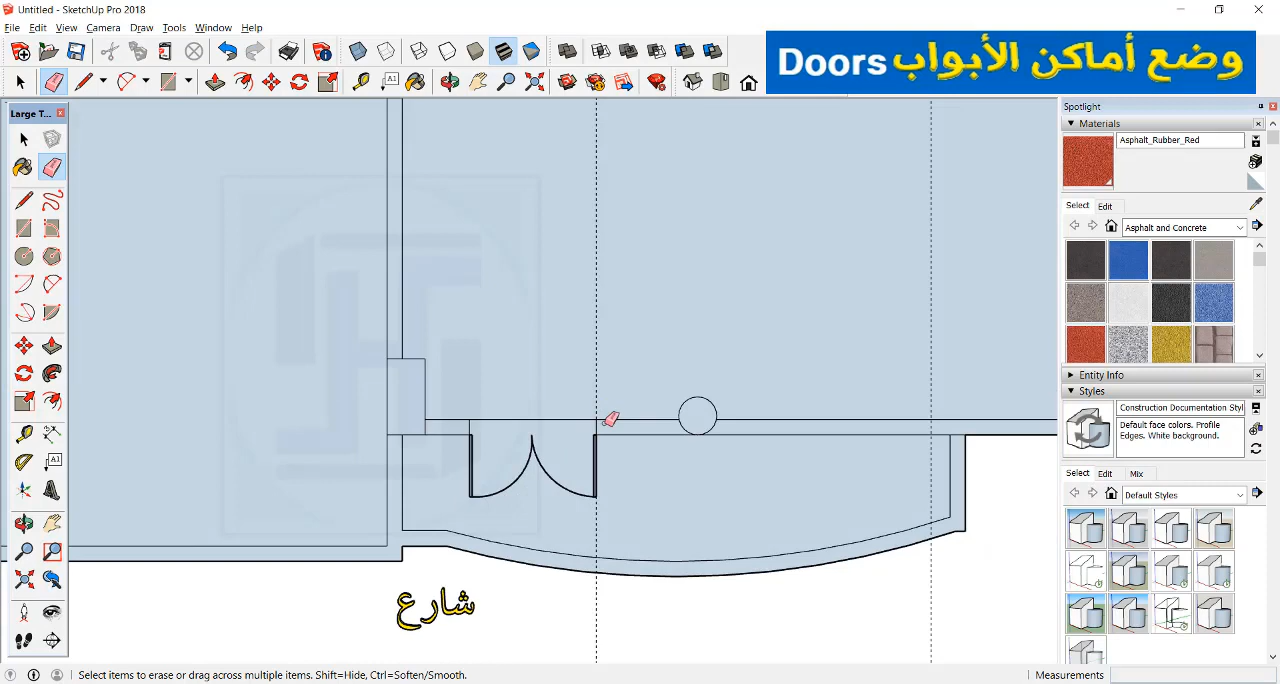 Untitled - SketchUp Pro 2018
File Edit View Camera Draw Tools Window Help
Doors وضع أماكن الأبواب
Large T...
Spotlight
Materials
Asphalt_Rubber_Red
Select Edit
Asphalt and Concrete
Entity Info
Styles
Construction Documentation Styl
Default face colors. Profile
Edges. White background.
Select Edit Mix
Default Styles
شارع
Select items to erase or drag across multiple items. Shift=Hide, Ctrl=Soften/Smooth.
Measurements